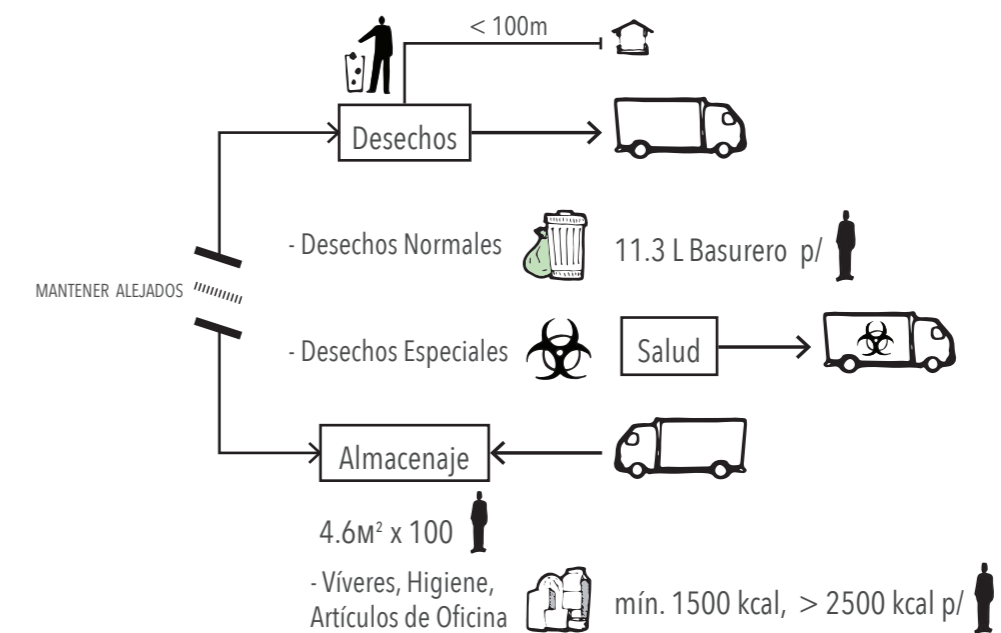 < 100m
Desechos
- Desechos Normales
11.3 L Basurero p/
MANTENER ALEJADOS
- Desechos Especiales
Salud
Almacenaje
4.6M² x 100
- Víveres, Higiene,
Artículos de Oficina
mín. 1500 kcal, > 2500 kcal p/